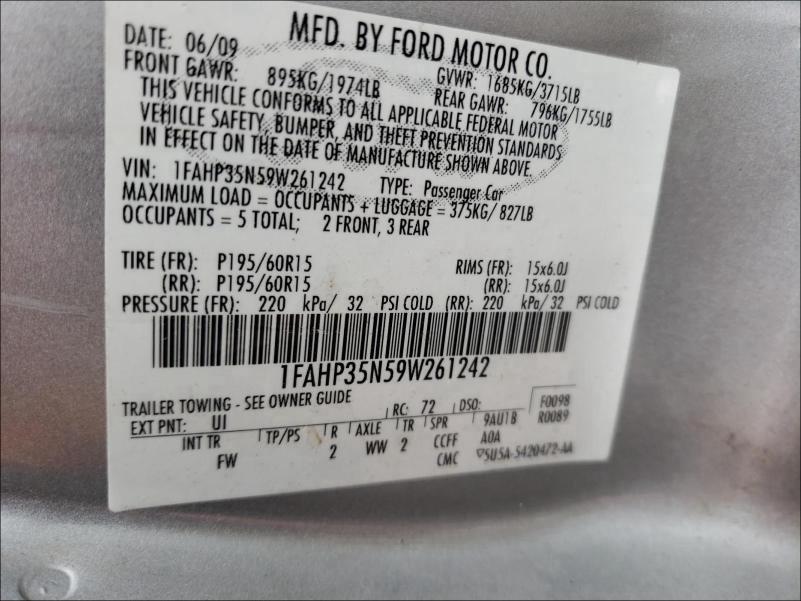 MFD. BY FORD MOTOR CO.
DATE: 06/09 GVWR: 1685KG/3715LB
FRONT GAWR: 895KG/1974LB REAR GAWR: 796KG/1755LB
THIS VEHICLE CONFORMS TO ALL APPLICABLE FEDERAL MOTOR
VEHICLE SAFETY, BUMPER, AND THEFT PREVENTION STANDARDS
IN EFFECT ON THE DATE OF MANUFACTURE SHOWN ABOVE.
VIN: 1FAHP35N59W261242 TYPE: Passenger Car
MAXIMUM LOAD = OCCUPANTS + LUGGAGE = 375KG/ 827LB
OCCUPANTS = 5 TOTAL; 2 FRONT, 3 REAR
TIRE (FR): P195/60R15 RIMS (FR): 15x6.0J
(RR): P195/60R15 (RR): 15x6.0J
PRESSURE (FR): 220 kPa/ 32 PSI COLD (RR): 220 kPa/ 32 PSI COLD
1FAHP35N59W261242
TRAILER TOWING - SEE OWNER GUIDE
EXT PNT: UI RC: 72 DSO: F0098
R0089
INT TR TP/PS R AXLE TR SPR 9AU1B
FW 2 WW 2 CCFF A0A
CMC ▽5U5A-5420472-AA